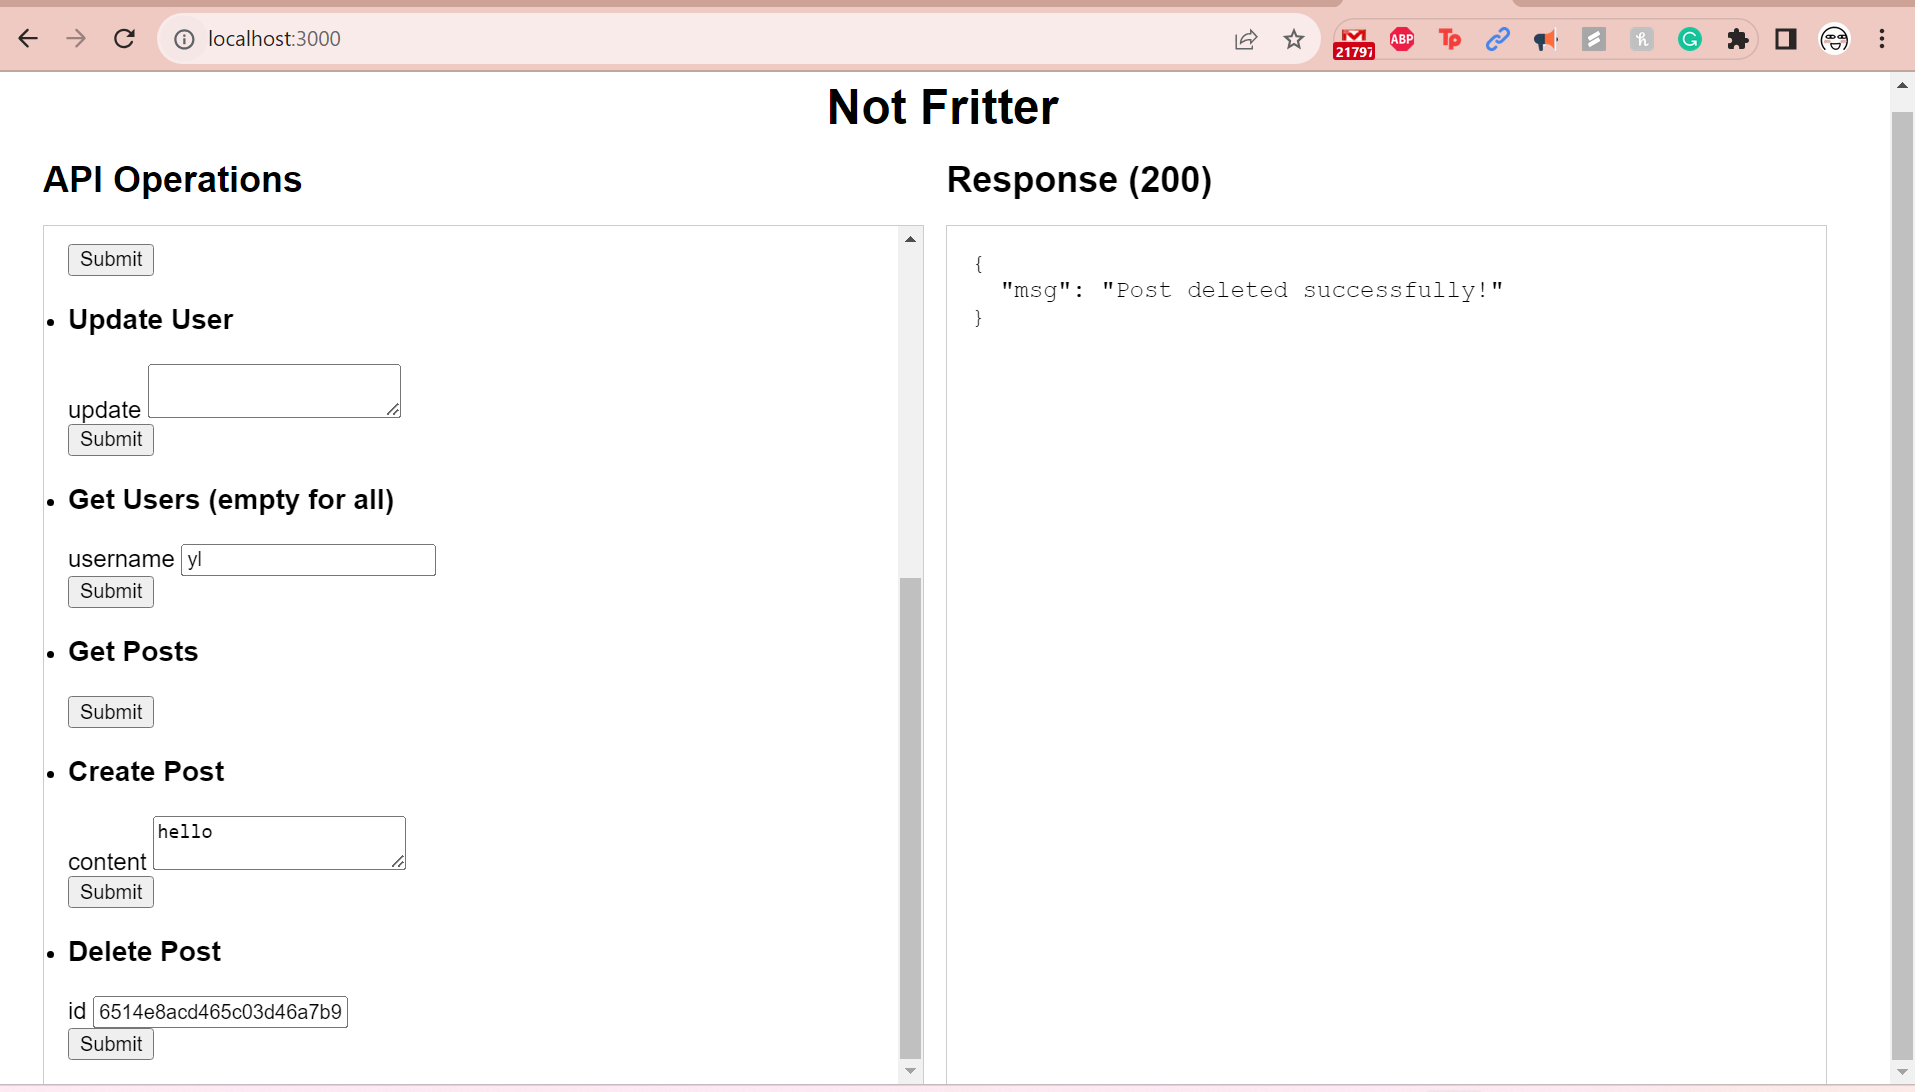 localhost:3000
21797
ABP
Tp
Not Fritter
API Operations
Submit
Update User
update
Submit
Get Users (empty for all)
username yl
Submit
Get Posts
Submit
Create Post
content hello
Submit
Delete Post
id 6514e8acd465c03d46a7b9
Submit
Response (200)
{
"msg": "Post deleted successfully!"
}